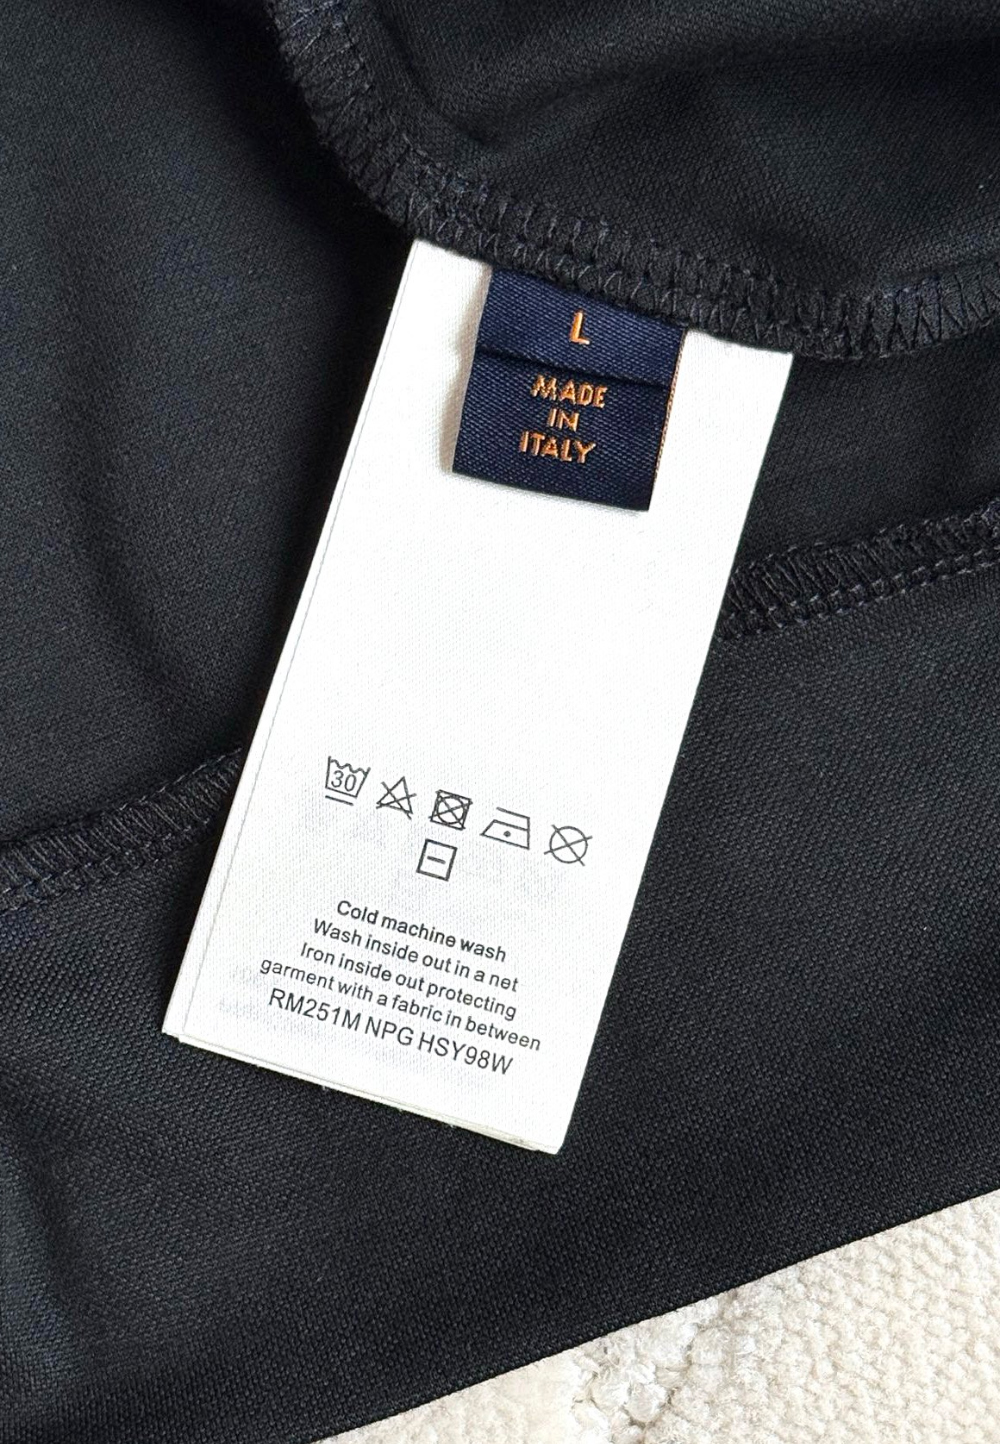 L
MADE
IN
ITALY
30
Cold machine wash
Wash inside out in a net
Iron inside out protecting
garment with a fabric in between
RM251M NPG HSY98W